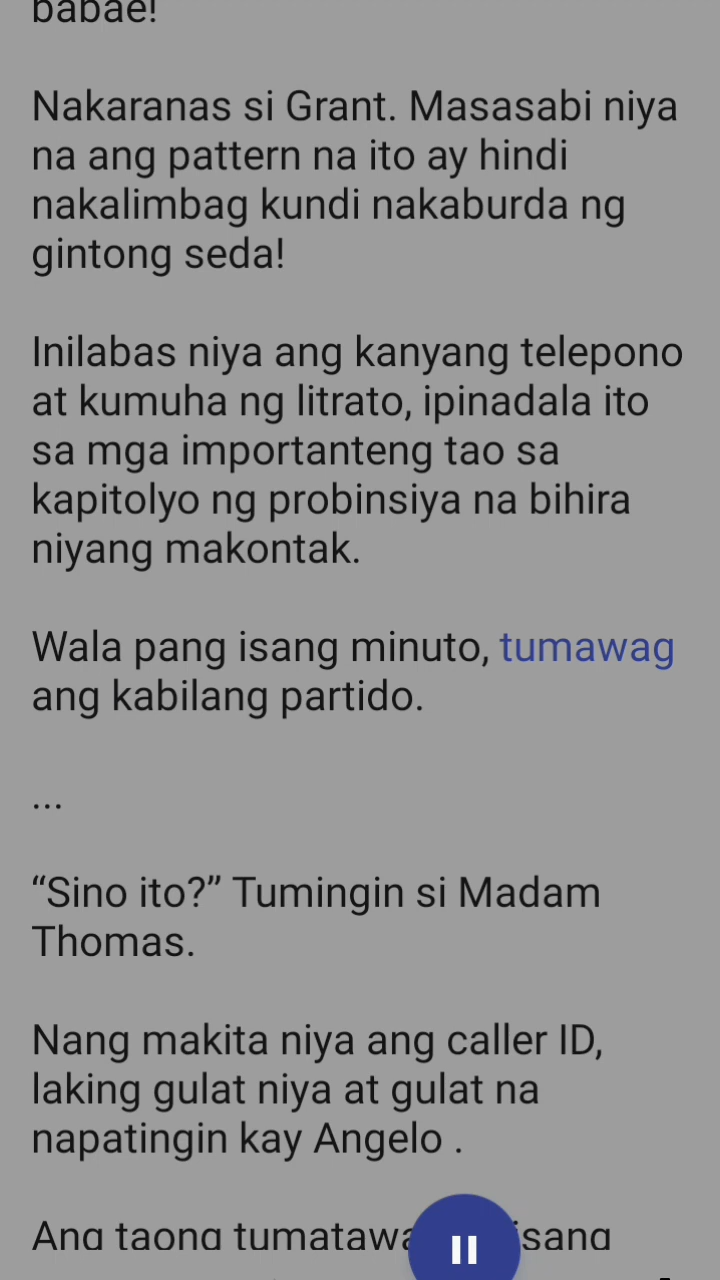 babae!
Nakaranas si Grant. Masasabi niya
na ang pattern na ito ay hindi
nakalimbag kundi nakaburda ng
gintong seda!
Inilabas niya ang kanyang telepono
at kumuha ng litrato, ipinadala ito
sa mga importanteng tao sa
kapitolyo ng probinsiya na bihira
niyang makontak.
Wala pang isang minuto, tumawag
ang kabilang partido.
...
“Sino ito?” Tumingin si Madam
Thomas.
Nang makita niya ang caller ID,
laking gulat niya at gulat na
napatingin kay Angelo .
Ang taong isang